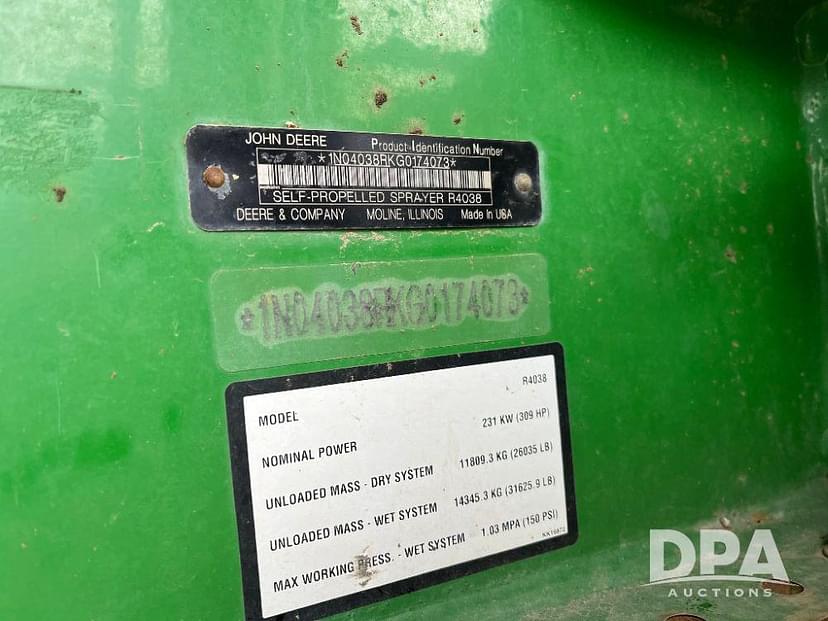 JOHN DEERE Product Identification Number
*1N04038RKG0174073*
SELF-PROPELLED SPRAYER R4038
DEERE & COMPANY MOLINE, ILLINOIS Made In USA
*1N04038RKG0174073*
MODEL R4038
NOMINAL POWER 231 KW (309 HP)
UNLOADED MASS - DRY SYSTEM 11809.3 KG (26035 LB)
UNLOADED MASS - WET SYSTEM 14345.3 KG (31625.9 LB)
MAX WORKING PRESS. - WET SYSTEM 1.03 MPA (150 PSI)
DPA
AUCTIONS